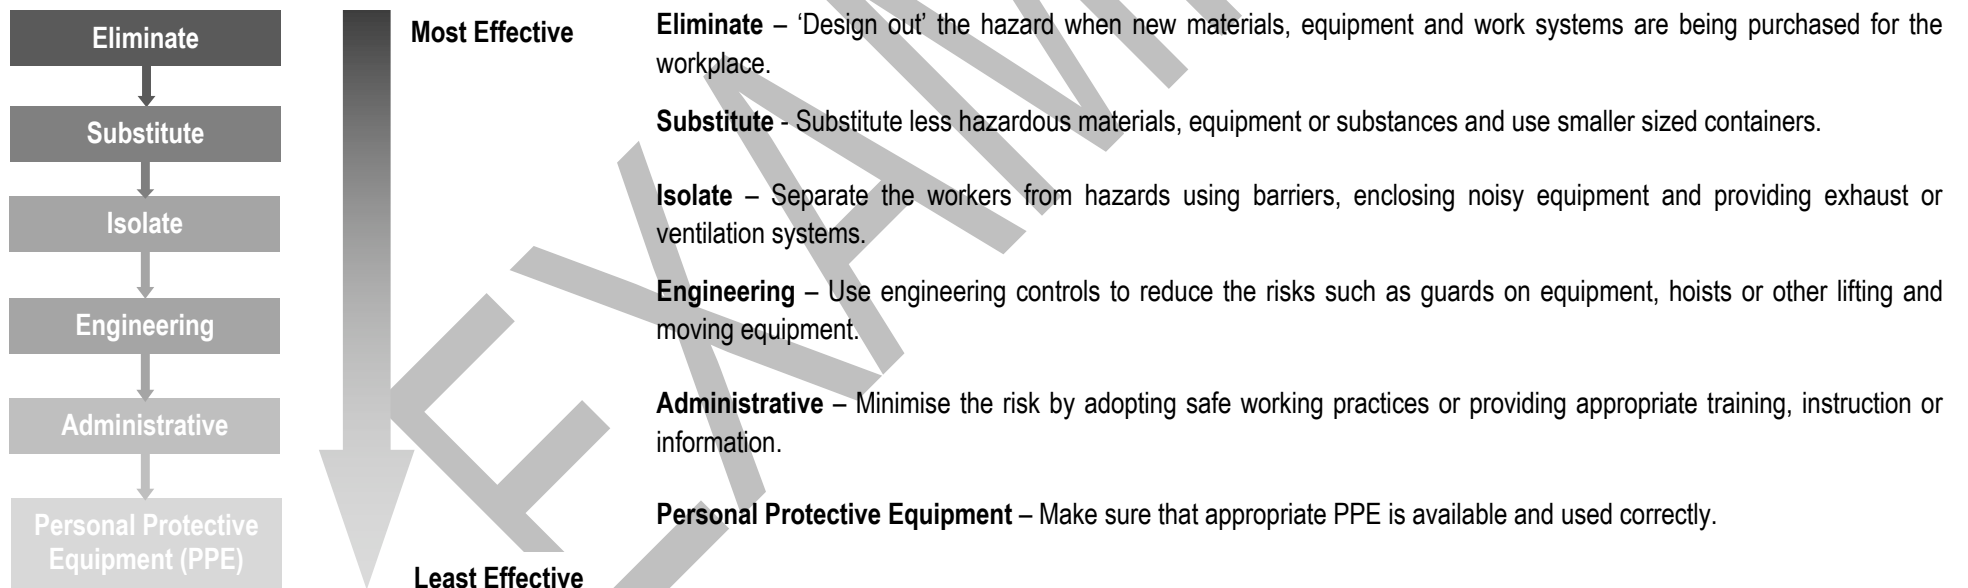 Eliminate
Substitute
Isolate
Engineering
Administrative
Personal Protective
Equipment (PPE)
Most Effective
Least Effective
Eliminate – ‘Design out’ the hazard when new materials, equipment and work systems are being purchased for the
workplace.
Substitute - Substitute less hazardous materials, equipment or substances and use smaller sized containers.
Isolate – Separate the workers from hazards using barriers, enclosing noisy equipment and providing exhaust or
ventilation systems.
Engineering – Use engineering controls to reduce the risks such as guards on equipment, hoists or other lifting and
moving equipment.
Administrative – Minimise the risk by adopting safe working practices or providing appropriate training, instruction or
information.
Personal Protective Equipment – Make sure that appropriate PPE is available and used correctly.
EXAM